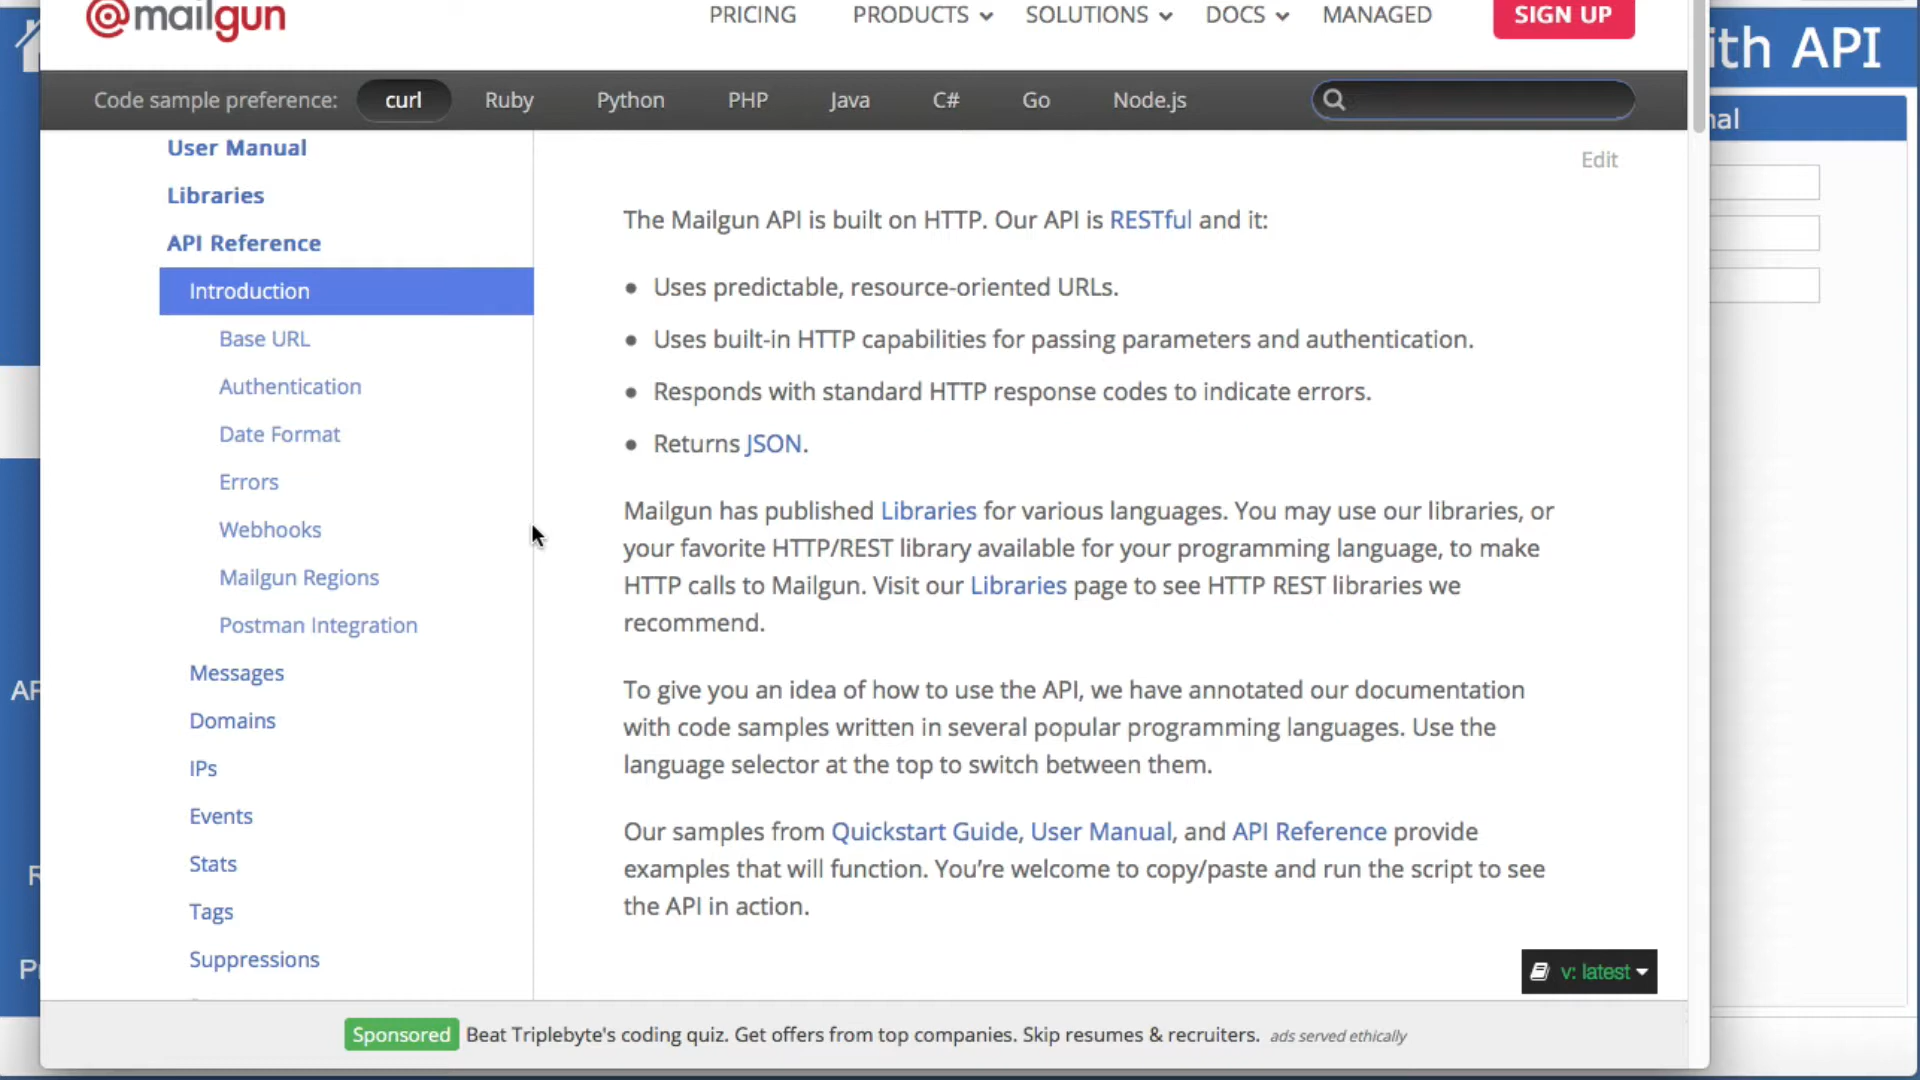 @mailgun
PRICING PRODUCTS SOLUTIONS DOCS MANAGED SIGN UP
ith API
Code sample preference: curl Ruby Python PHP Java C# Go Node.js
nal
User Manual
Libraries
API Reference
Introduction
Base URL
Authentication
Date Format
Errors
Webhooks
Mailgun Regions
Postman Integration
Messages
Domains
IPs
Events
Stats
Tags
Suppressions
Edit
The Mailgun API is built on HTTP. Our API is RESTful and it:
• Uses predictable, resource-oriented URLs.
• Uses built-in HTTP capabilities for passing parameters and authentication.
• Responds with standard HTTP response codes to indicate errors.
• Returns JSON.
Mailgun has published Libraries for various languages. You may use our libraries, or
your favorite HTTP/REST library available for your programming language, to make
HTTP calls to Mailgun. Visit our Libraries page to see HTTP REST libraries we
recommend.
To give you an idea of how to use the API, we have annotated our documentation
with code samples written in several popular programming languages. Use the
language selector at the top to switch between them.
Our samples from Quickstart Guide, User Manual, and API Reference provide
examples that will function. You’re welcome to copy/paste and run the script to see
the API in action.
v: latest
Sponsored Beat Triplebyte's coding quiz. Get offers from top companies. Skip resumes & recruiters. ads served ethically